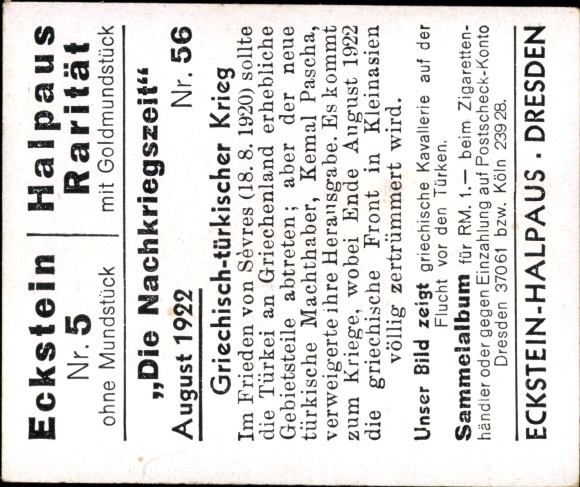 Eckstein Nr. 5 ohne Mundstück
Halpaus Rarität mit Goldmundstück
„Die Nachkriegszeit“
August 1922 Nr. 56
Griechisch-türkischer Krieg
Im Frieden von Sèvres (18. 8. 1920) sollte
die Türkei an Griechenland erhebliche
Gebietsteile abtreten; aber der neue
türkische Machthaber, Kemal Pascha,
verweigerte ihre Herausgabe. Es kommt
zum Kriege, wobei Ende August 1922
die griechische Front in Kleinasien
völlig zertrümmert wird.
Unser Bild zeigt griechische Kavallerie auf der
Flucht vor den Türken.
Sammelalbum für RM. 1.— beim Zigaretten-
händler oder gegen Einzahlung auf Postscheck-Konto
Dresden 37061 bzw. Köln 23928.
ECKSTEIN-HALPAUS · DRESDEN